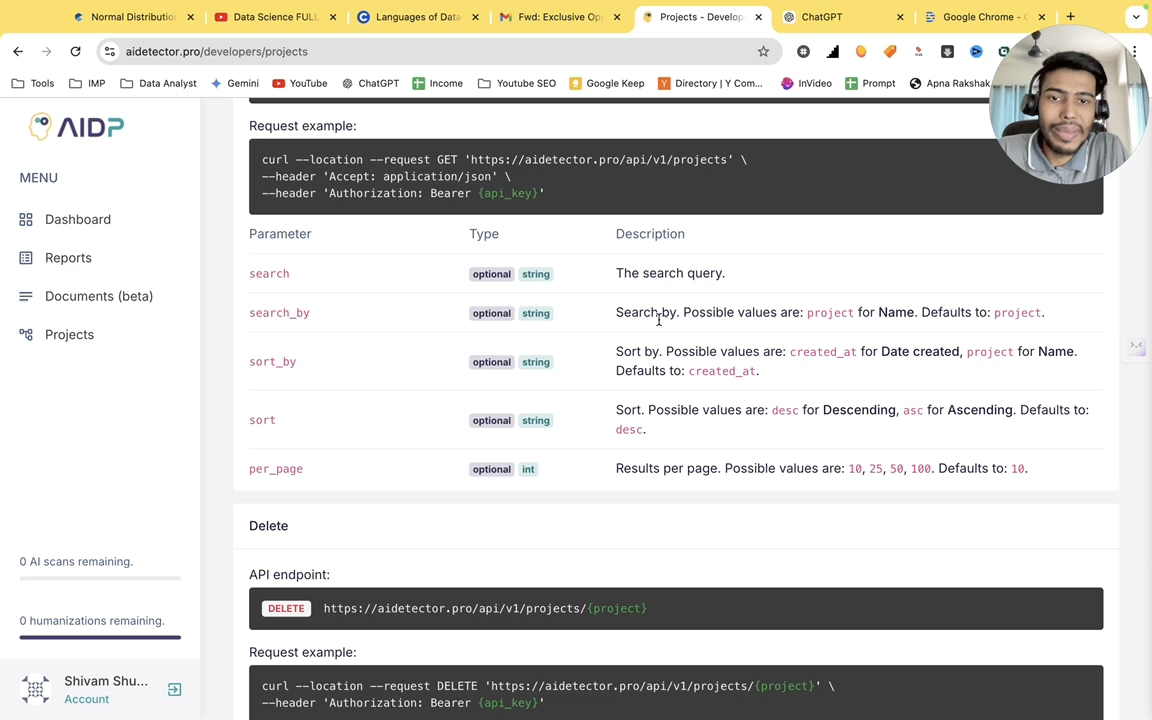 Normal Distributio
Data Science FULL
Languages of Data
Fwd: Exclusive Op
Projects - Develop
ChatGPT
Google Chrome -
aidetector.pro/developers/projects
Tools
IMP
Data Analyst
Gemini
YouTube
ChatGPT
Income
Youtube SEO
Google Keep
Directory | Y Com...
InVideo
Prompt
Apna Rakshak
AIDP
MENU
Dashboard
Reports
Documents (beta)
Projects
0 AI scans remaining.
0 humanizations remaining.
Shivam Shu...
Account
Request example:
curl --location --request GET 'https://aidetector.pro/api/v1/projects' \
--header 'Accept: application/json' \
--header 'Authorization: Bearer {api_key}'
Parameter Type Description
search optional string The search query.
search_by optional string Search by. Possible values are: project for Name. Defaults to: project.
sort_by optional string Sort by. Possible values are: created_at for Date created, project for Name.
Defaults to: created_at.
sort optional string Sort. Possible values are: desc for Descending, asc for Ascending. Defaults to:
desc.
per_page optional int Results per page. Possible values are: 10, 25, 50, 100. Defaults to: 10.
Delete
API endpoint:
DELETE https://aidetector.pro/api/v1/projects/{project}
Request example:
curl --location --request DELETE 'https://aidetector.pro/api/v1/projects/{project}' \
--header 'Authorization: Bearer {api_key}'